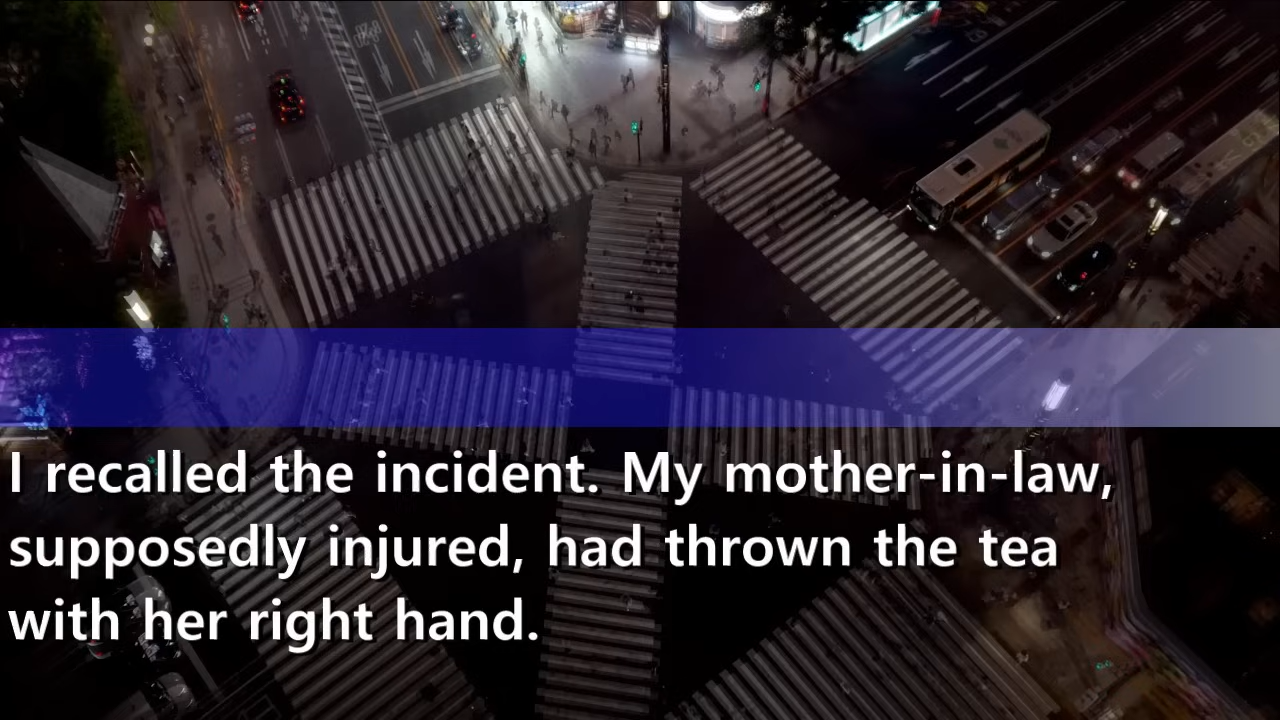 I recalled the incident. My mother-in-law,
supposedly injured, had thrown the tea
with her right hand.